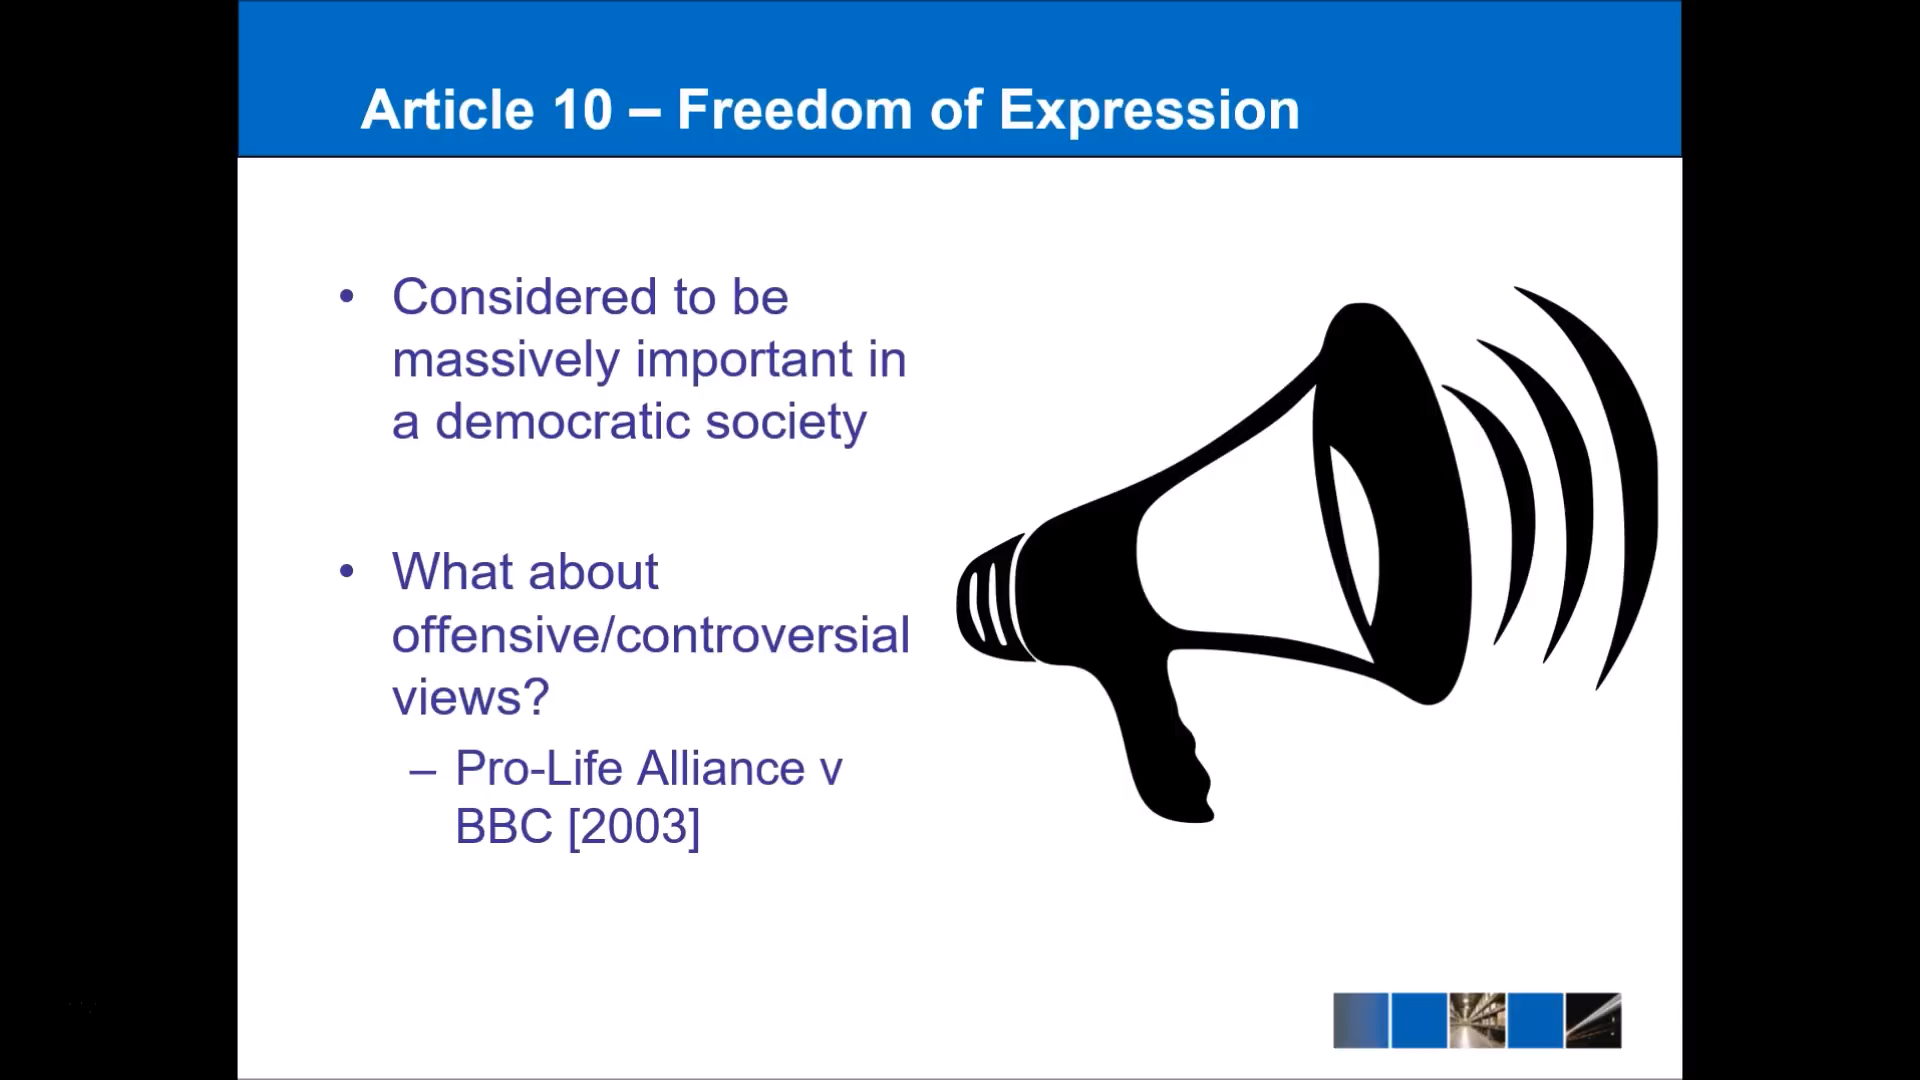 Article 10 – Freedom of Expression
• Considered to be
massively important in
a democratic society
• What about
offensive/controversial
views?
– Pro-Life Alliance v
BBC [2003]